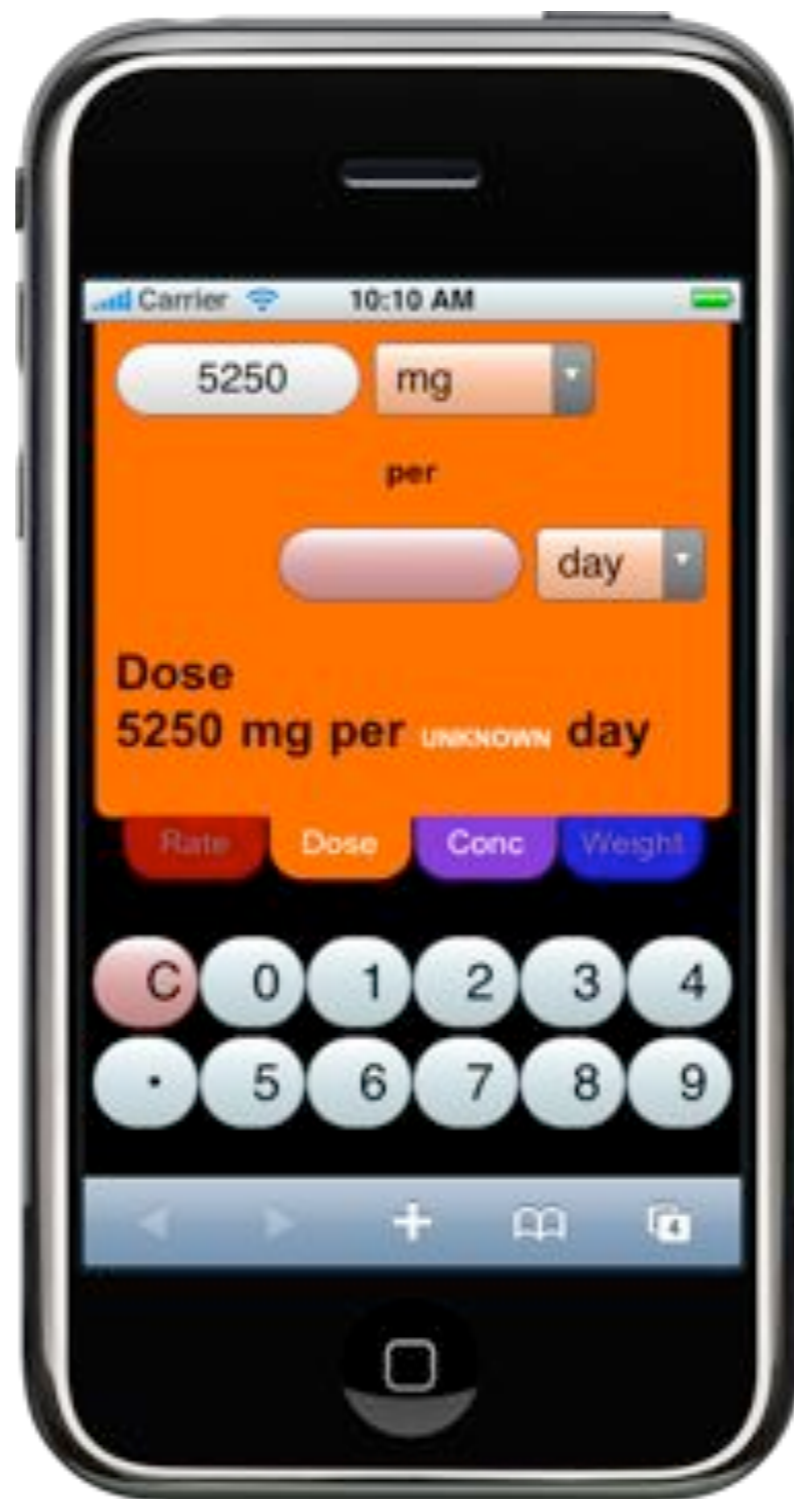 Carrier 10:10 AM
5250 mg
per
day
Dose
5250 mg per UNKNOWN day
Rate Dose Conc Weight
C 0 1 2 3 4
. 5 6 7 8 9
4